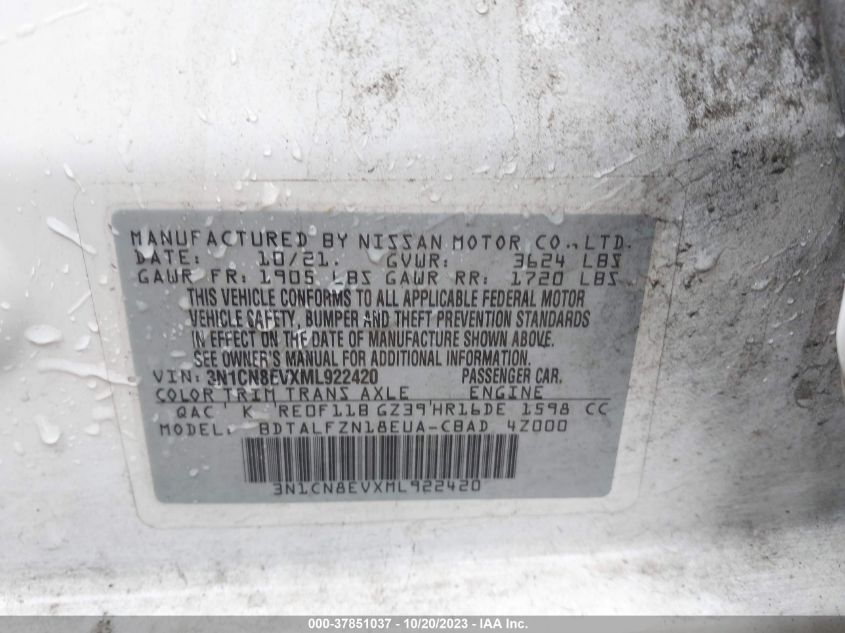 MANUFACTURED BY NISSAN MOTOR CO., LTD.
DATE: 10/21. GVWR: 3624 LBS
GAWR FR: 1905 LBS GAWR RR: 1720 LBS
THIS VEHICLE CONFORMS TO ALL APPLICABLE FEDERAL MOTOR
VEHICLE SAFETY, BUMPER AND THEFT PREVENTION STANDARDS
IN EFFECT ON THE DATE OF MANUFACTURE SHOWN ABOVE.
SEE OWNER'S MANUAL FOR ADDITIONAL INFORMATION.
VIN: 3N1CN8EVXML922420 PASSENGER CAR.
COLOR TRIM TRANS AXLE ENGINE
QAC K RE0F11B GZ39 HR16DE 1598 CC
MODEL: BDTALFZN18EUA-CBAD 4Z000
3N1CN8EVXML922420
000-37851037 - 10/20/2023 - IAA Inc.